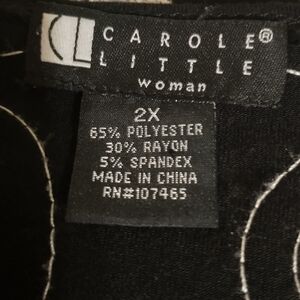 CL CAROLE®
LITTLE
woman
2X
65% POLYESTER
30% RAYON
5% SPANDEX
MADE IN CHINA
RN#107465